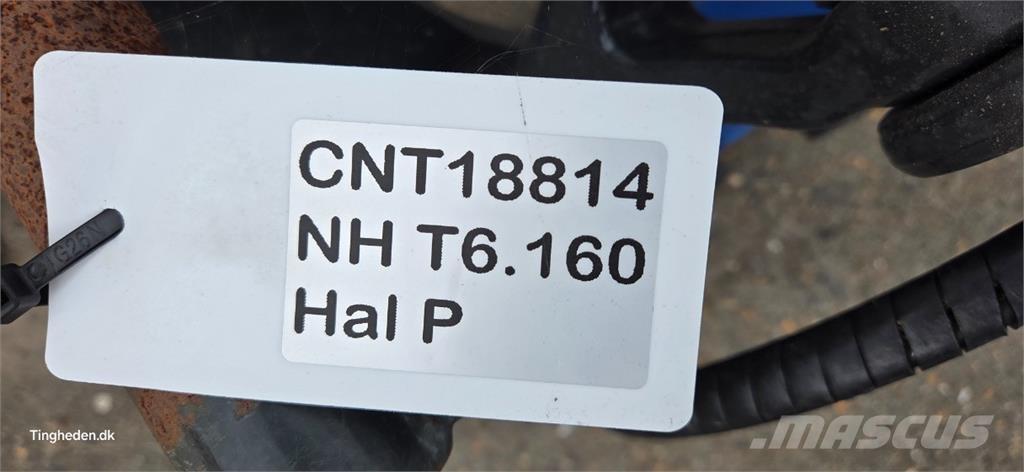 CNT18814
NH T6.160
Hal P
Tingheden.dk
MASCUS